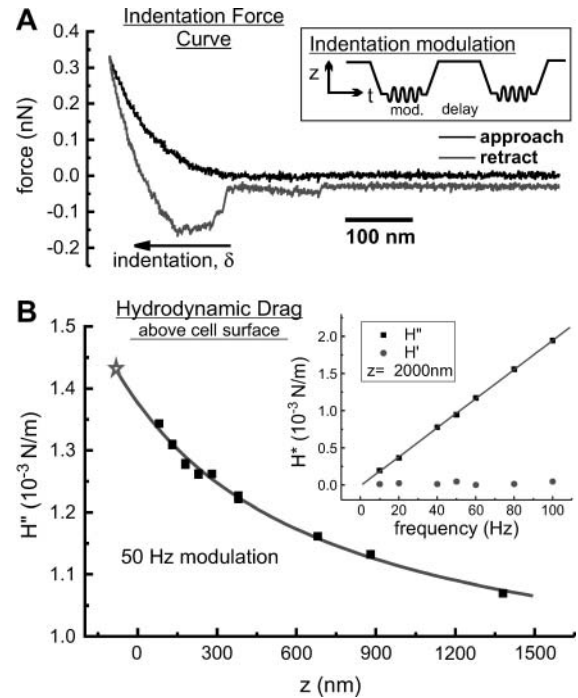 A
Indentation Force
Curve
0.4
0.3
0.2
0.1
0.0
-0.1
-0.2
force (nN)
Indentation modulation
z
t
mod.
delay
approach
retract
100 nm
indentation, δ
B
Hydrodynamic Drag
above cell surface
1.5
1.4
1.3
1.2
1.1
1.0
H" (10⁻³ N/m)
50 Hz modulation
0 300 600 900 1200 1500
z (nm)
H"
H'
z= 2000nm
2.0
1.5
1.0
0.5
0.0
H* (10⁻³ N/m)
0 20 40 60 80 100
frequency (Hz)